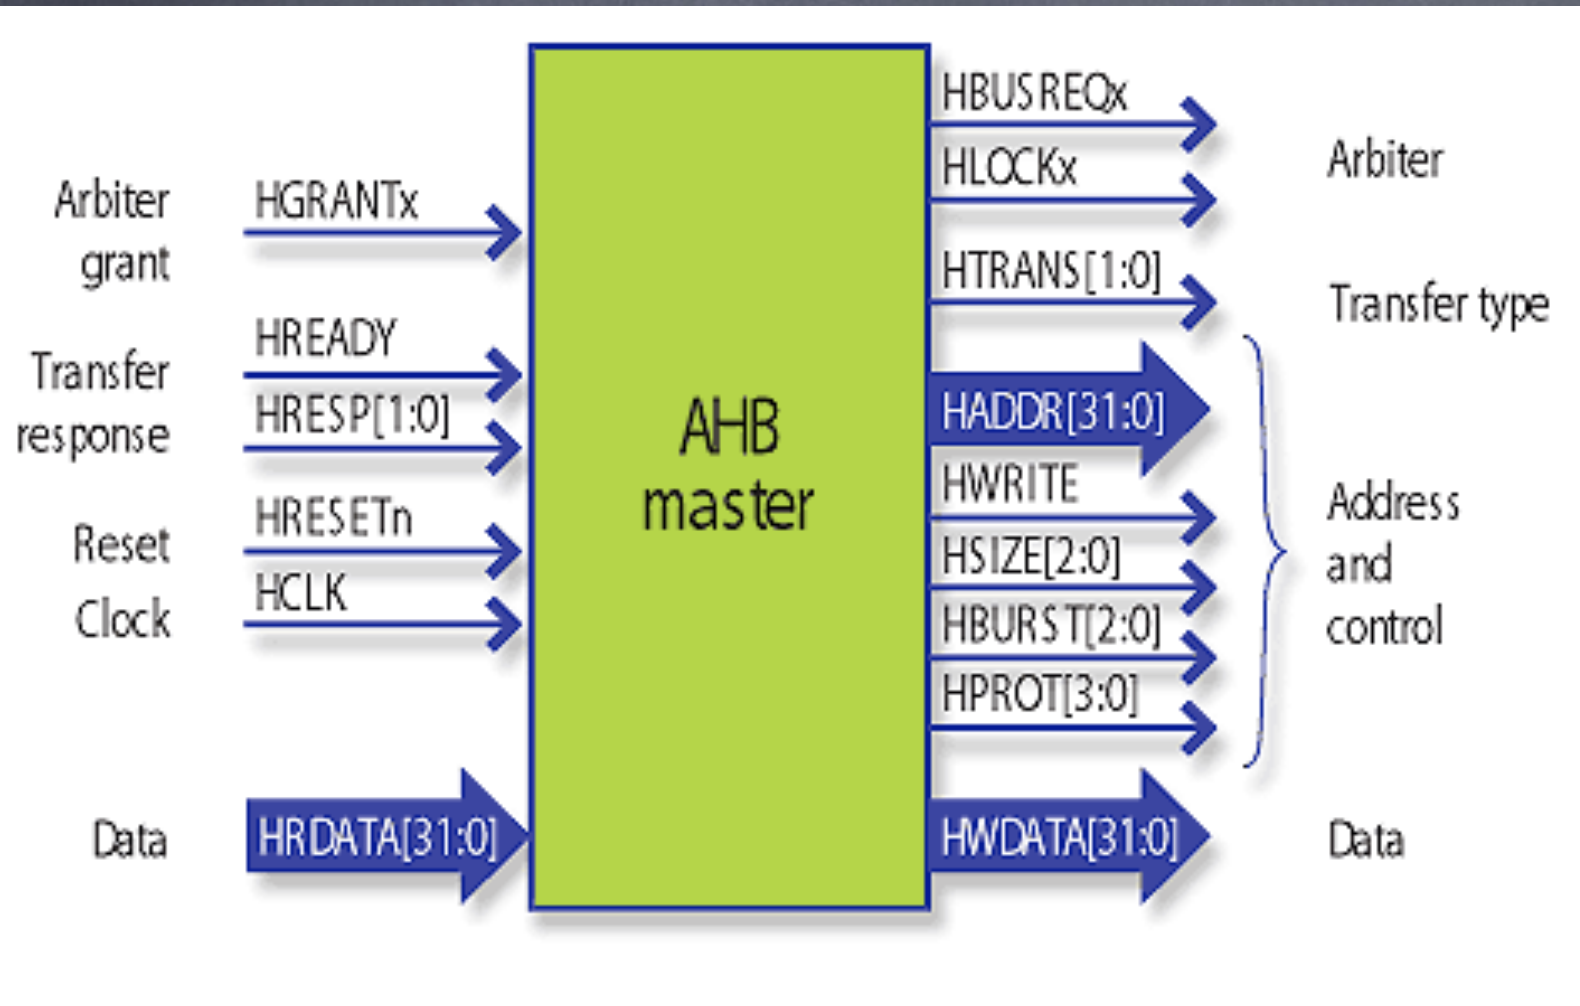 Arbiter
grant
HGRANTx
Transfer
response
HREADY
HRESP[1:0]
Reset
HRESETn
Clock
HCLK
Data
HRDATA[31:0]
AHB
master
HBUSREQx
HLOCKx
Arbiter
HTRANS[1:0]
Transfer type
HADDR[31:0]
HWRITE
HSIZE[2:0]
HBURST[2:0]
HPROT[3:0]
Address
and
control
HWDATA[31:0]
Data